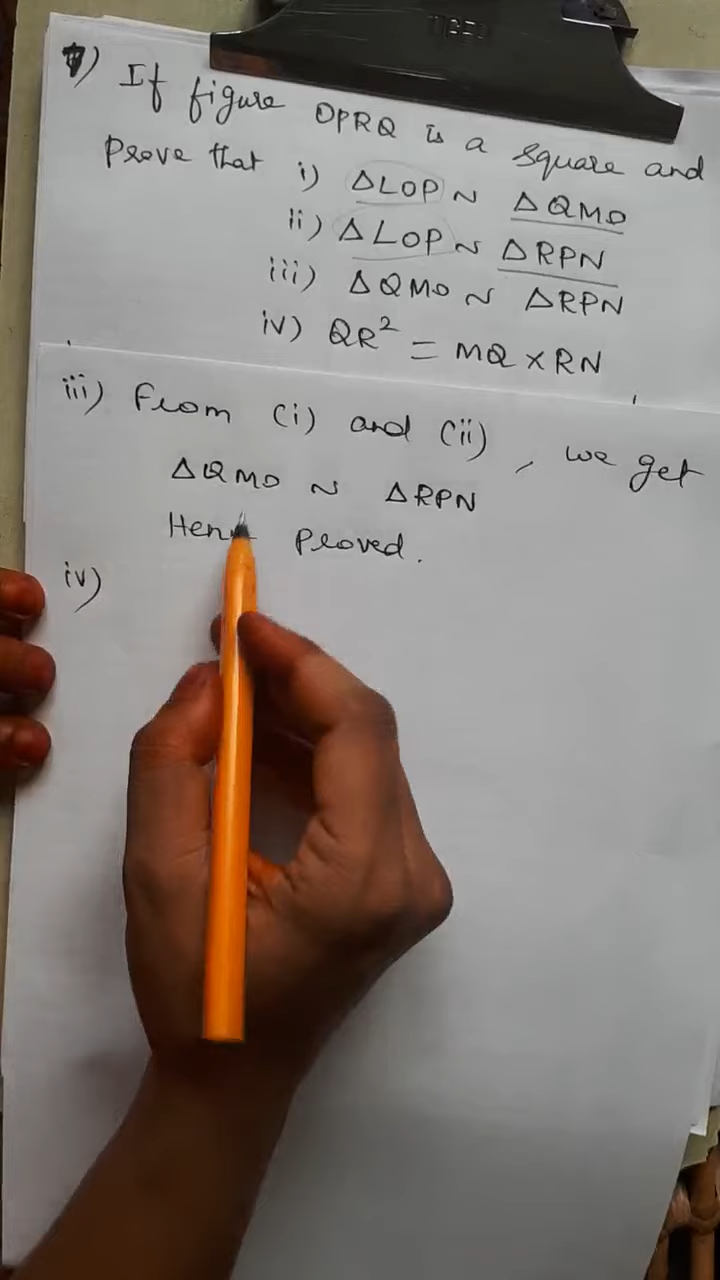 7) If figure OPRQ is a square and
Prove that i) ΔLOP ~ ΔQMO
ii) ΔLOP ~ ΔRPN
iii) ΔQMO ~ ΔRPN
iv) QR² = MQ × RN
iii) From (i) and (ii), we get
ΔQMO ~ ΔRPN
Proved.
iv)